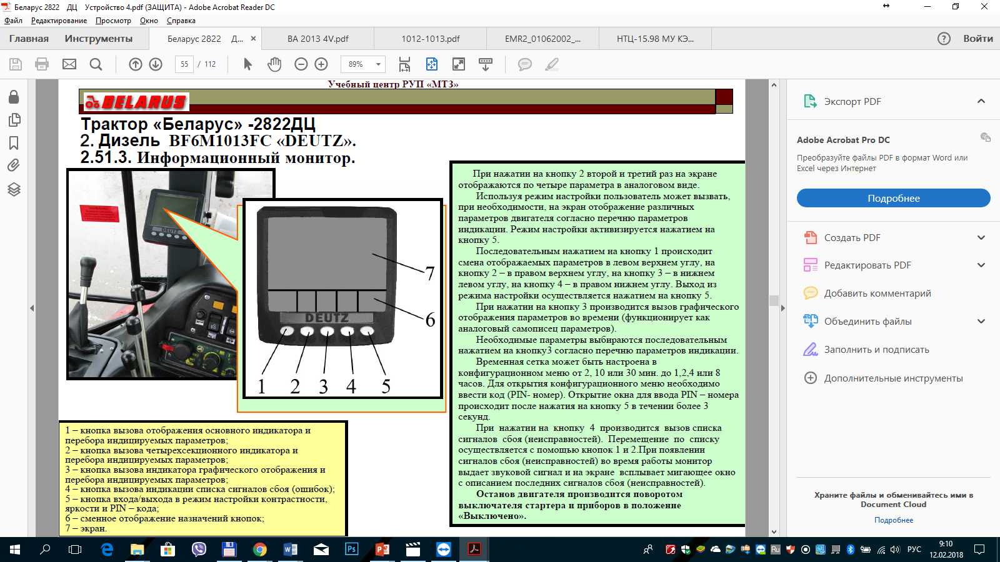 Беларус 2822 ДЦ Устройство 4.pdf (ЗАЩИТА) - Adobe Acrobat Reader DC
Файл Редактирование Просмотр Окно Справка
Главная Инструменты Беларус 2822 Д... × BA 2013 4V.pdf 1012-1013.pdf EMR2_01062002_... НТЦ-15.98 МУ КЭ... Войти
55 / 112 89%
Учебный центр РУП «МТЗ»
BELARUS
Трактор «Беларус» -2822ДЦ
2. Дизель BF6M1013FC «DEUTZ».
2.51.3. Информационный монитор.
DEUTZ
DEUTZ
7
6
1 2 3 4 5
1 – кнопка вызова отображения основного индикатора и
перебора индицируемых параметров;
2 – кнопка вызова четырехсекционного индикатора и
перебора индицируемых параметров;
3 – кнопка вызова индикатора графического отображения и
перебора индицируемых параметров;
4 – кнопка вызова индикации списка сигналов сбоя (ошибок);
5 – кнопка входа/выхода в режим настройки контрастности,
яркости и PIN – кода;
6 – сменное отображение назначений кнопок;
7 – экран.
При нажатии на кнопку 2 второй и третий раз на экране
отображаются по четыре параметра в аналоговом виде.
Используя режим настройки пользователь может вызвать,
при необходимости, на экран отображение различных
параметров двигателя согласно перечню параметров
индикации. Режим настройки активизируется нажатием на
кнопку 5.
Последовательным нажатием на кнопку 1 происходит
смена отображаемых параметров в левом верхнем углу, на
кнопку 2 – в правом верхнем углу, на кнопку 3 – в нижнем
левом углу, на кнопку 4 – в правом нижнем углу. Выход из
режима настройки осуществляется нажатием на кнопку 5.
При нажатии на кнопку 3 производится вызов графического
отображения параметров во времени (функционирует как
аналоговый самописец параметров).
Необходимые параметры выбираются последовательным
нажатием на кнопку3 согласно перечню параметров индикации.
Временная сетка может быть настроена в
конфигурационном меню от 2, 10 или 30 мин. до 1,2,4 или 8
часов. Для открытия конфигурационного меню необходимо
ввести код (PIN- номер). Открытие окна для ввода PIN – номера
происходит после нажатия на кнопку 5 в течении более 3
секунд.
При нажатии на кнопку 4 производится вызов списка
сигналов сбоя (неисправностей). Перемещение по списку
осуществляется с помощью кнопок 1 и 2.При появлении
сигналов сбоя (неисправностей) во время работы монитор
выдает звуковой сигнал и на экране всплывает мигающее окно
с описанием последних сигналов сбоя (неисправностей).
Останов двигателя производится поворотом
выключателя стартера и приборов в положение
«Выключено».
Экспорт PDF
Adobe Acrobat Pro DC
Преобразуйте файлы PDF в формат Word или
Excel через Интернет
Подробнее
Создать PDF
Редактировать PDF
Добавить комментарий
Объединить файлы
Заполнить и подписать
Дополнительные инструменты
Храните файлы и обменивайтесь ими в
Document Cloud
Подробнее
Ru РУС 9:10
12.02.2018